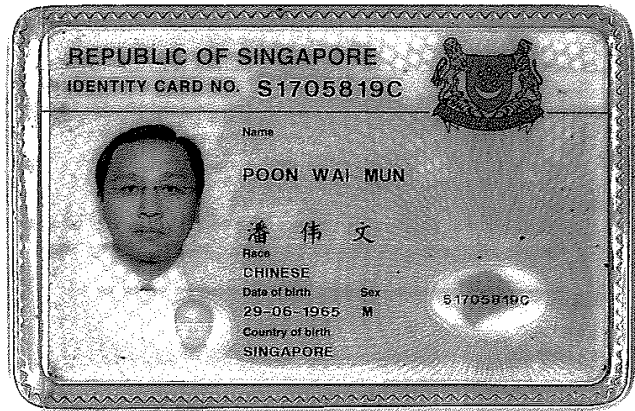 REPUBLIC OF SINGAPORE
IDENTITY CARD NO. S1705819C
Name
POON WAI MUN
潘伟文
Race
CHINESE
Date of birth Sex
29-06-1965 M
Country of birth
SINGAPORE
S1705819C